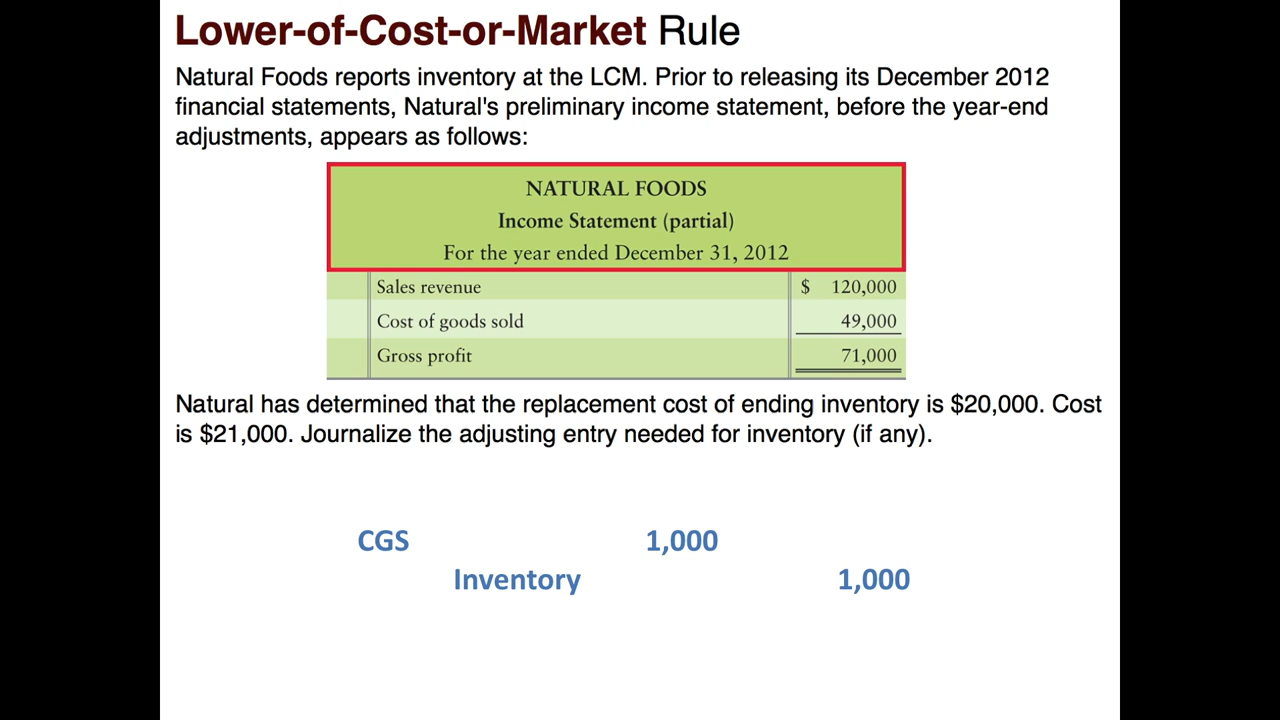 Lower-of-Cost-or-Market Rule
Natural Foods reports inventory at the LCM. Prior to releasing its December 2012
financial statements, Natural's preliminary income statement, before the year-end
adjustments, appears as follows:
NATURAL FOODS
Income Statement (partial)
For the year ended December 31, 2012
Sales revenue $ 120,000
Cost of goods sold 49,000
Gross profit 71,000
Natural has determined that the replacement cost of ending inventory is $20,000. Cost
is $21,000. Journalize the adjusting entry needed for inventory (if any).
CGS 1,000
Inventory 1,000